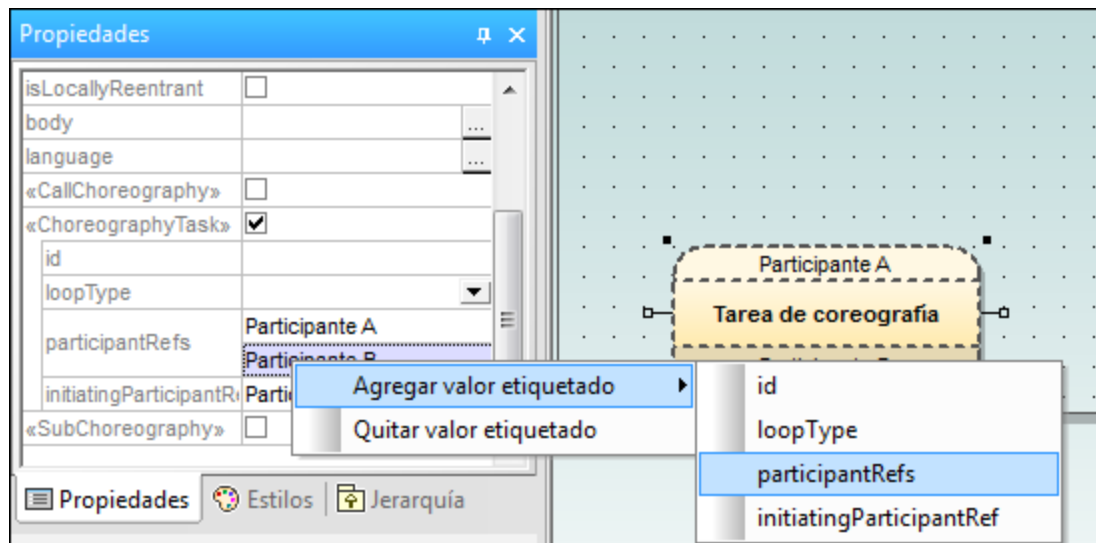 Propiedades
isLocallyReentrant
body
...
language
...
«CallChoreography»
«ChoreographyTask»
id
loopType
participantRefs
Participante A
Participante B
initiatingParticipantR
«SubChoreography»
Propiedades
Estilos
Jerarquía
Participante A
Tarea de coreografía
Agregar valor etiquetado
Quitar valor etiquetado
id
loopType
participantRefs
initiatingParticipantRef